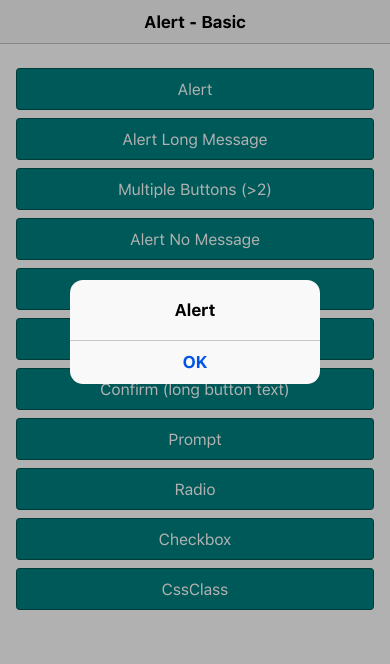 Alert - Basic
Alert
Alert Long Message
Multiple Buttons (>2)
Alert No Message
Alert
OK
Confirm (long button text)
Prompt
Radio
Checkbox
CssClass